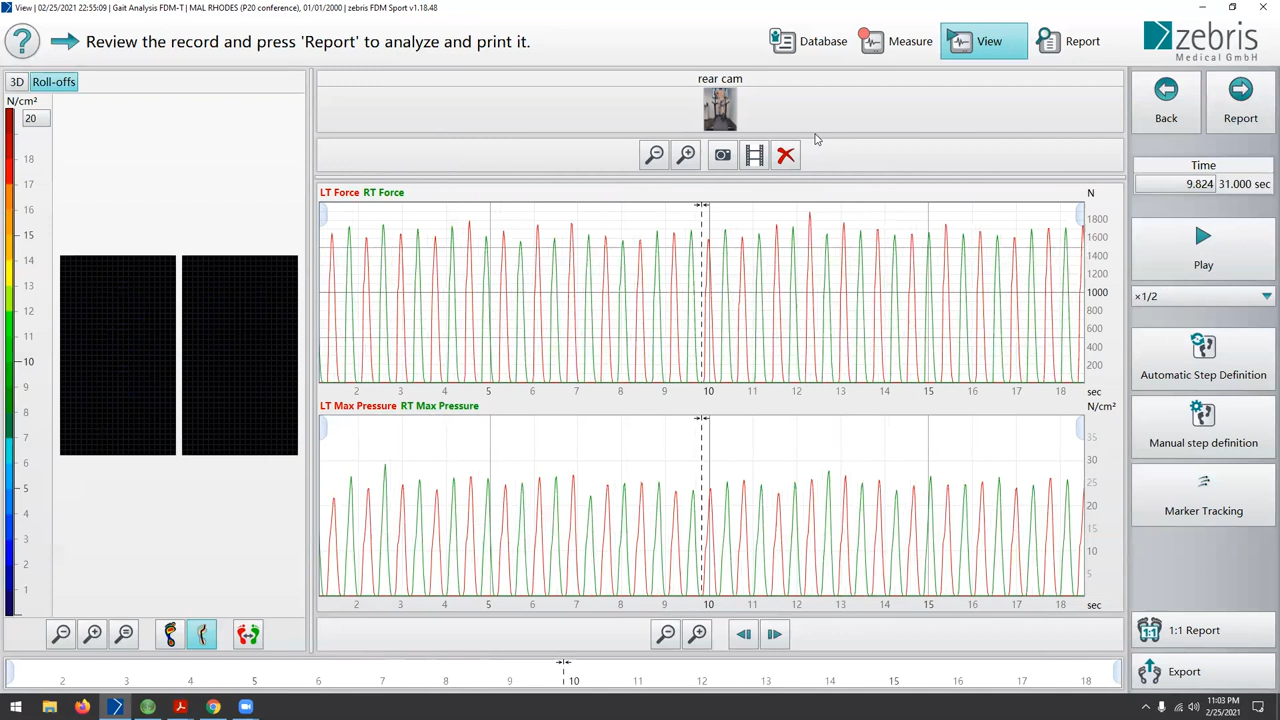 View | 02/25/2021 22:55:09 | Gait Analysis FDM-T | MAL RHODES (P20 conference), 01/01/2000 | zebris FDM Sport v1.18.48
? Review the record and press 'Report' to analyze and print it.
Database Measure View Report
zebris
Medical GmbH
3D Roll-offs
N/cm²
20
18
17
16
15
14
13
12
11
10
9
8
7
6
5
4
3
2
1
rear cam
LT Force RT Force N
1800
1600
1400
1200
1000
800
600
400
200
2 3 4 5 6 7 8 9 10 11 12 13 14 15 16 17 18 sec
LT Max Pressure RT Max Pressure N/cm²
35
30
25
20
15
10
5
2 3 4 5 6 7 8 9 10 11 12 13 14 15 16 17 18 sec
Back Report
Time
9.824 31.000 sec
Play
×1/2
Automatic Step Definition
Manual step definition
Marker Tracking
1:1 1:1 Report
Export
2 3 4 5 6 7 8 9 10 11 12 13 14 15 16 17 18
11:03 PM
2/25/2021